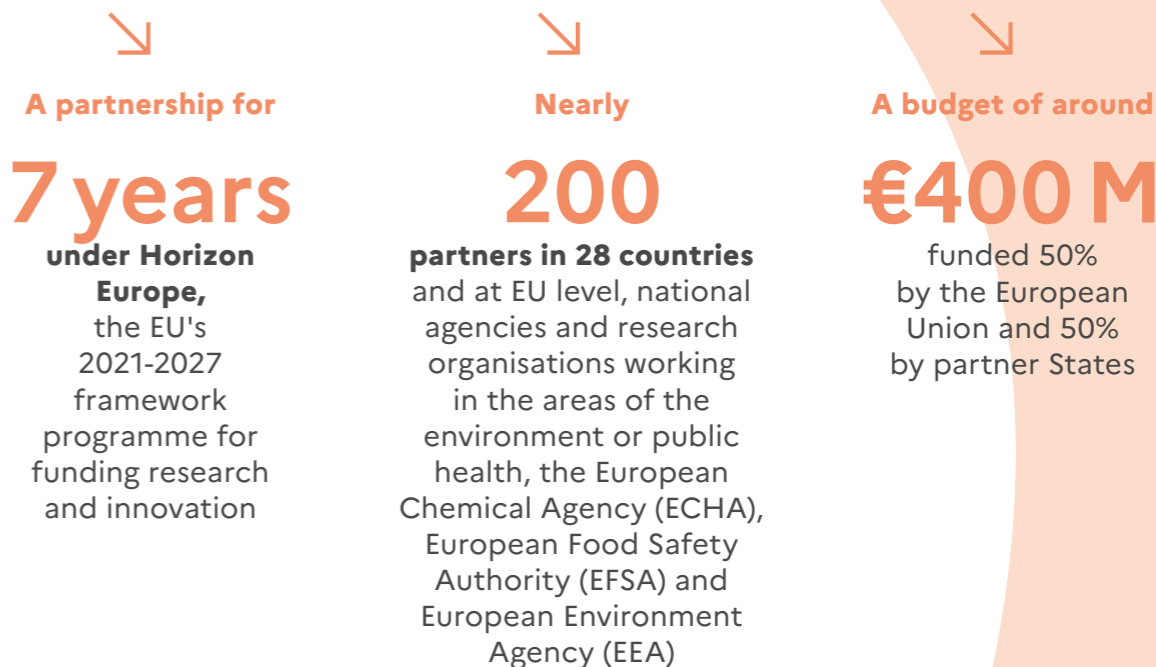 A partnership for
7 years
under Horizon
Europe,
the EU's
2021-2027
framework
programme for
funding research
and innovation
Nearly
200
partners in 28 countries
and at EU level, national
agencies and research
organisations working
in the areas of the
environment or public
health, the European
Chemical Agency (ECHA),
European Food Safety
Authority (EFSA) and
European Environment
Agency (EEA)
A budget of around
€400 M
funded 50%
by the European
Union and 50%
by partner States